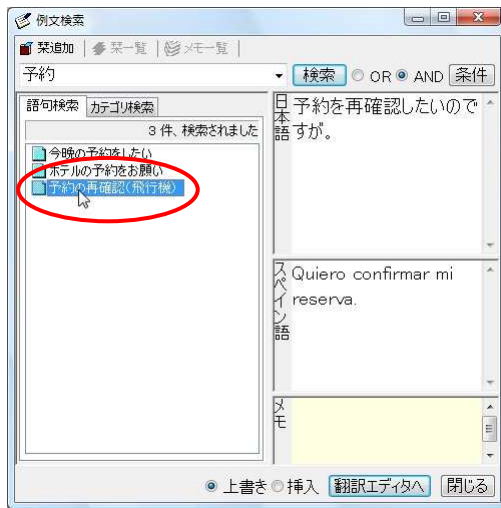 例文検索
栞追加 栞一覧 メモ一覧
予約 検索 OR AND 条件
語句検索 カテゴリ検索
3 件、検索されました
今晩の予約をしたい
ホテルの予約をお願い
予約の再確認(飛行機)
日本語
予約を再確認したいので
すが。
スペイン語
Quiero confirmar mi
reserva.
メモ
上書き 挿入 翻訳エディタへ 閉じる